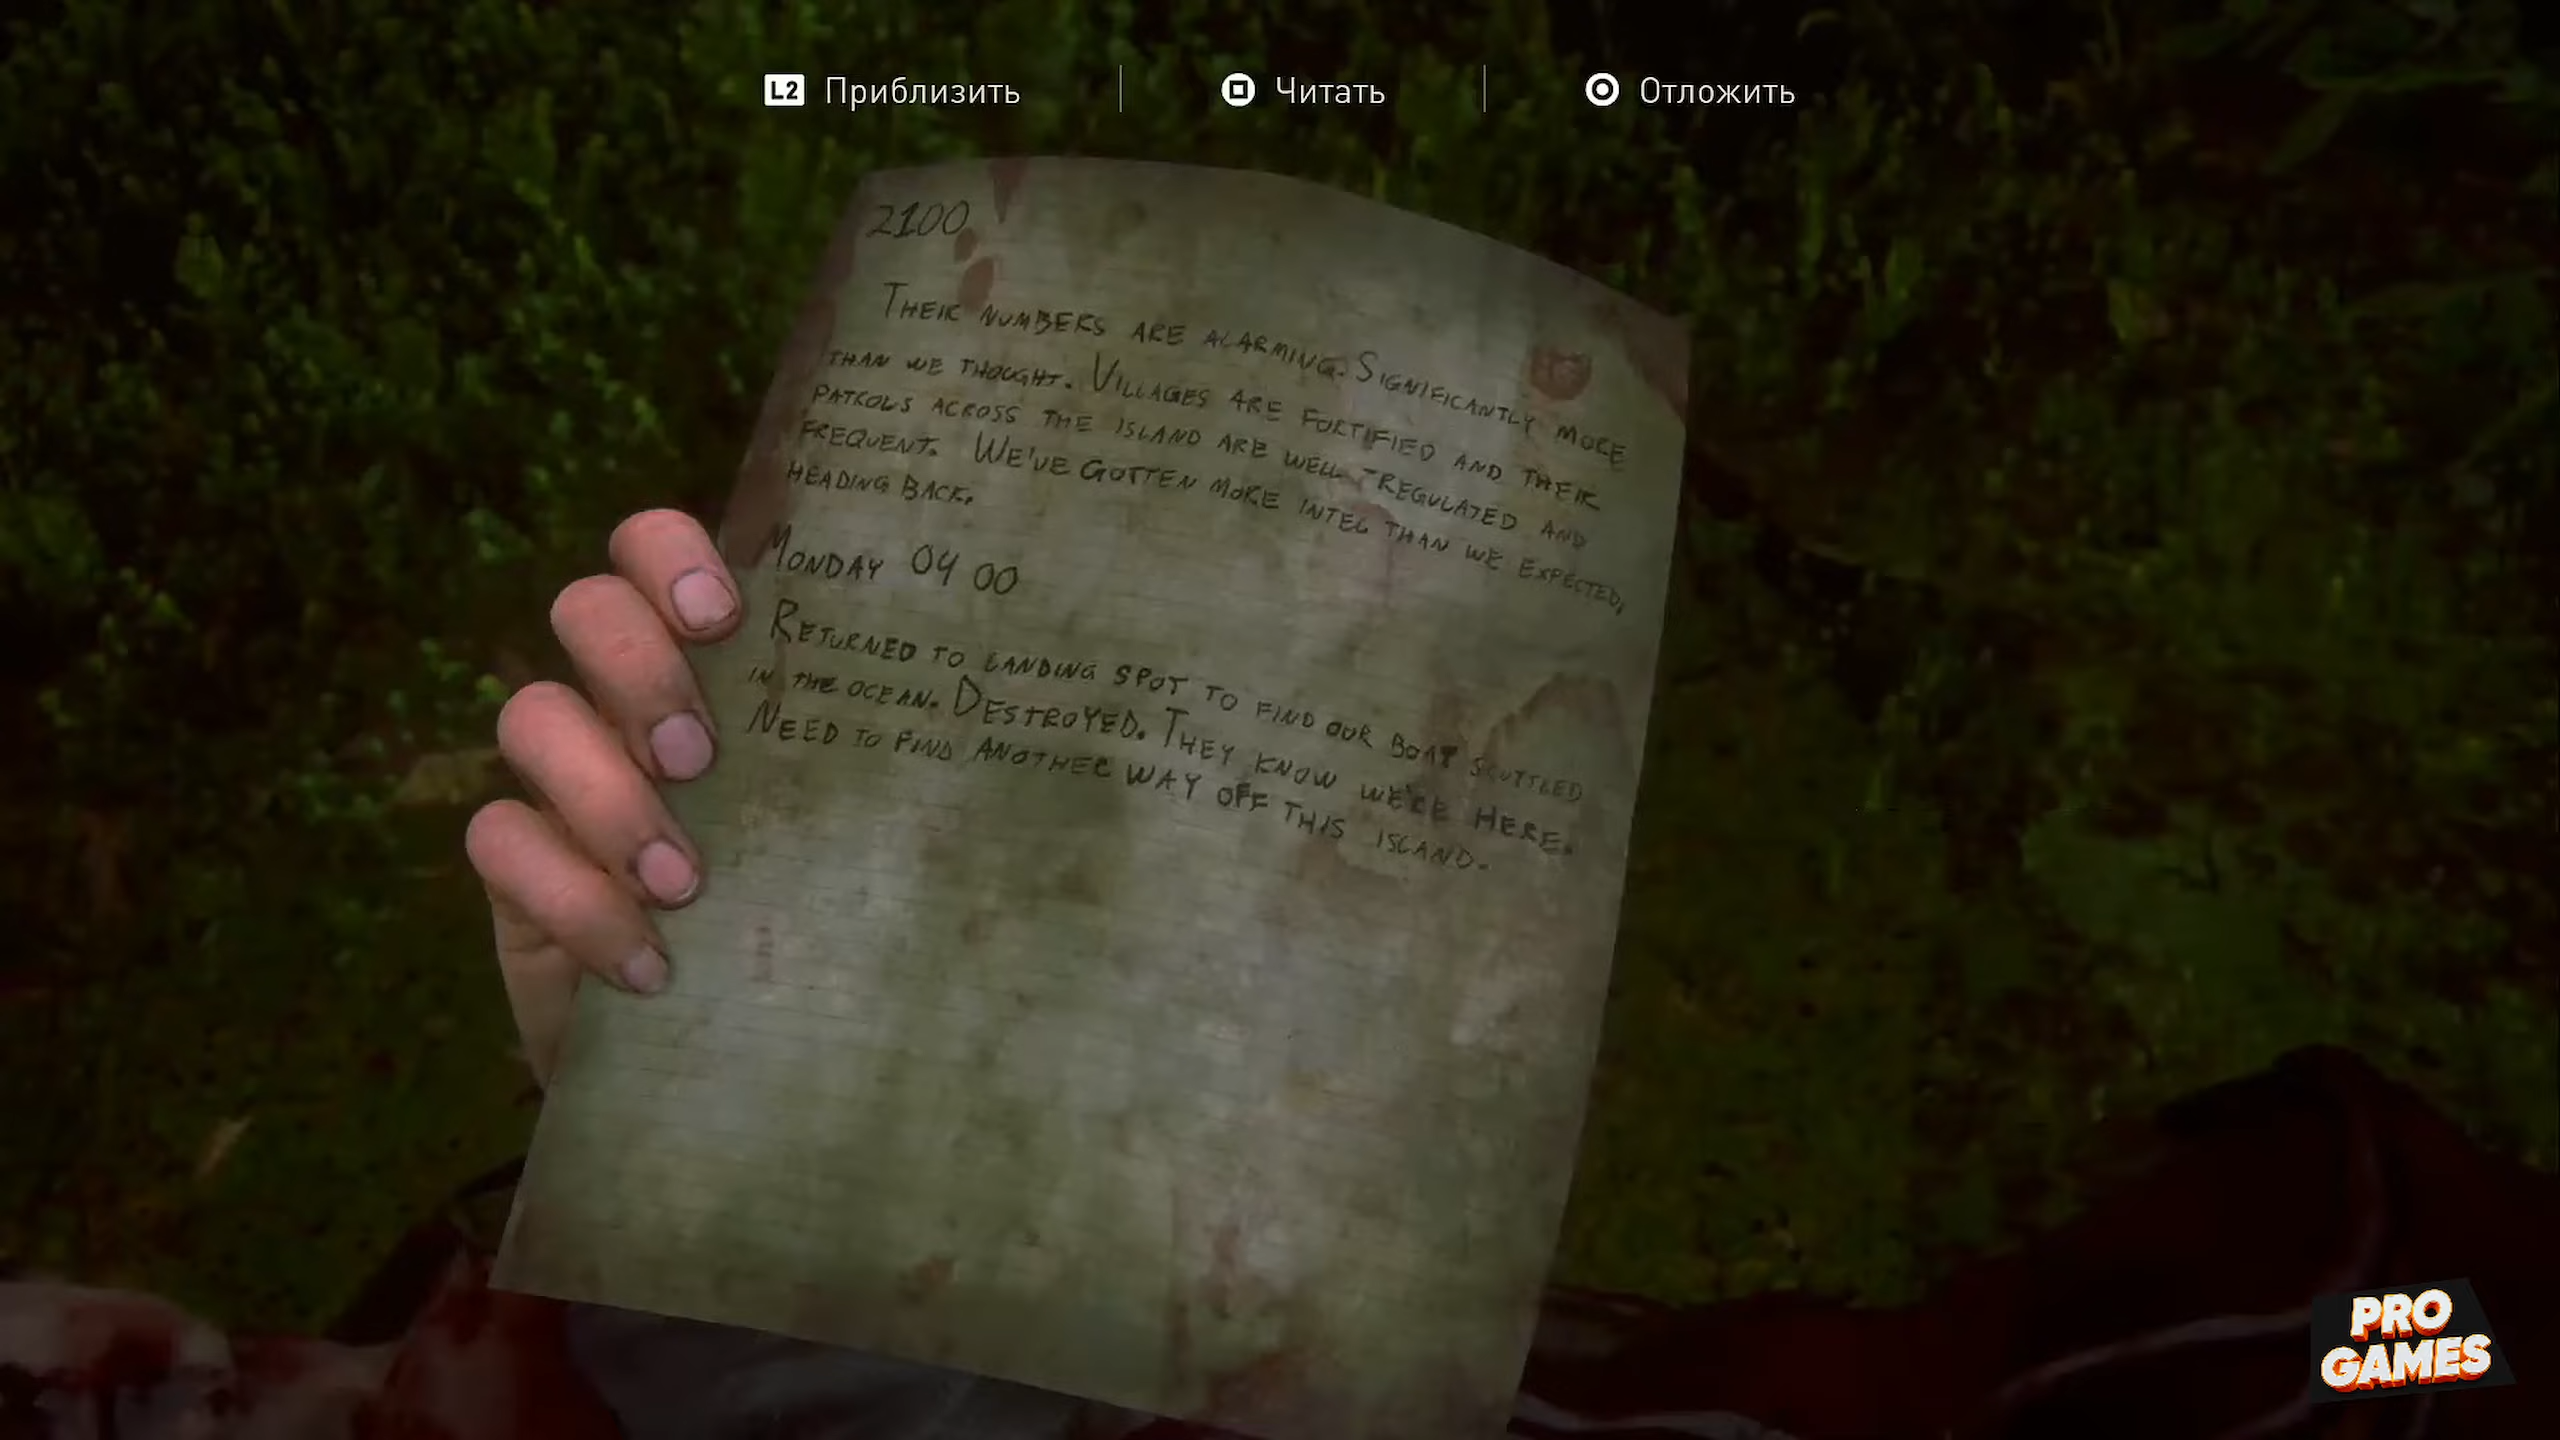 L2 Приблизить Читать Отложить
2100
THEIR NUMBERS ARE ALARMING. SIGNIFICANTLY MORE
THAN WE THOUGHT. VILLAGES ARE FORTIFIED AND THEIR
PATROLS ACROSS THE ISLAND ARE WELL-REGULATED AND
FREQUENT. WE'VE GOTTEN MORE INTEL THAN WE EXPECTED,
HEADING BACK.
MONDAY 04 00
RETURNED TO LANDING SPOT TO FIND OUR BOAT SCUTTLED
IN THE OCEAN. DESTROYED. THEY KNOW WE'RE HERE.
NEED TO FIND ANOTHER WAY OFF THIS ISLAND.
PRO
GAMES